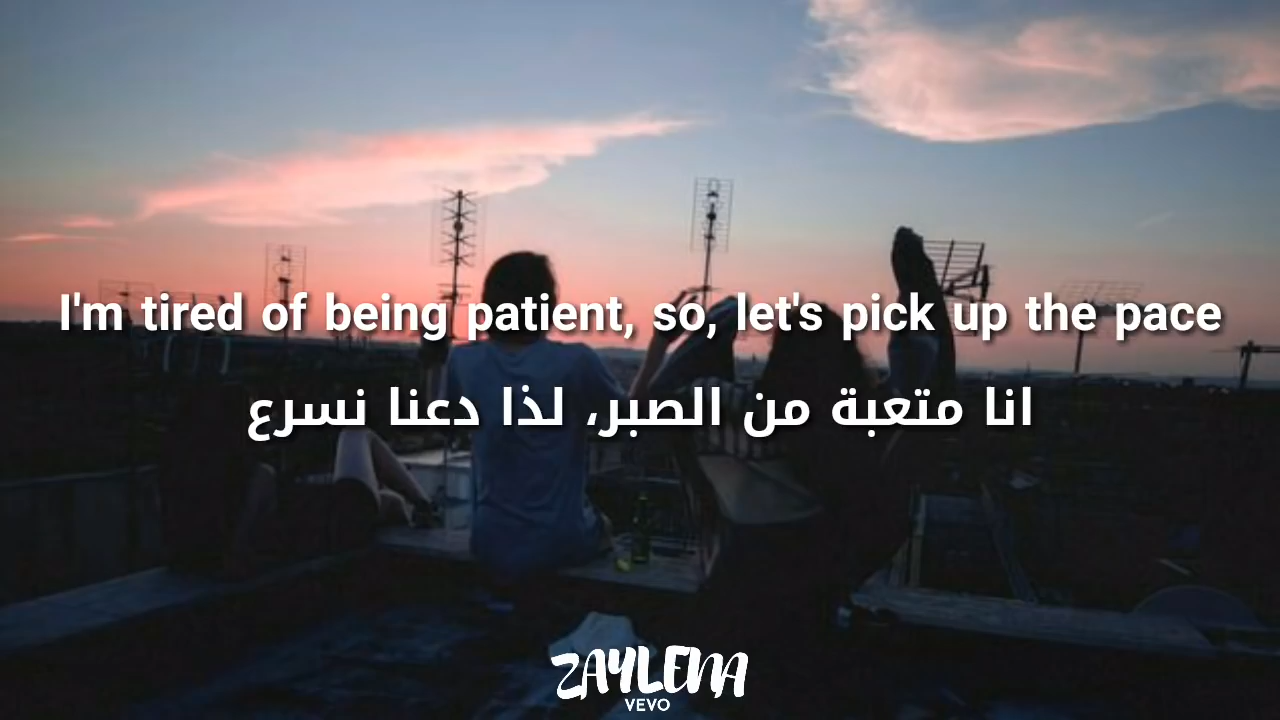 I'm tired of being patient, so, let's pick up the pace
انا متعبة من الصبر، لذا دعنا نسرع
ZAYLENA
VEVO